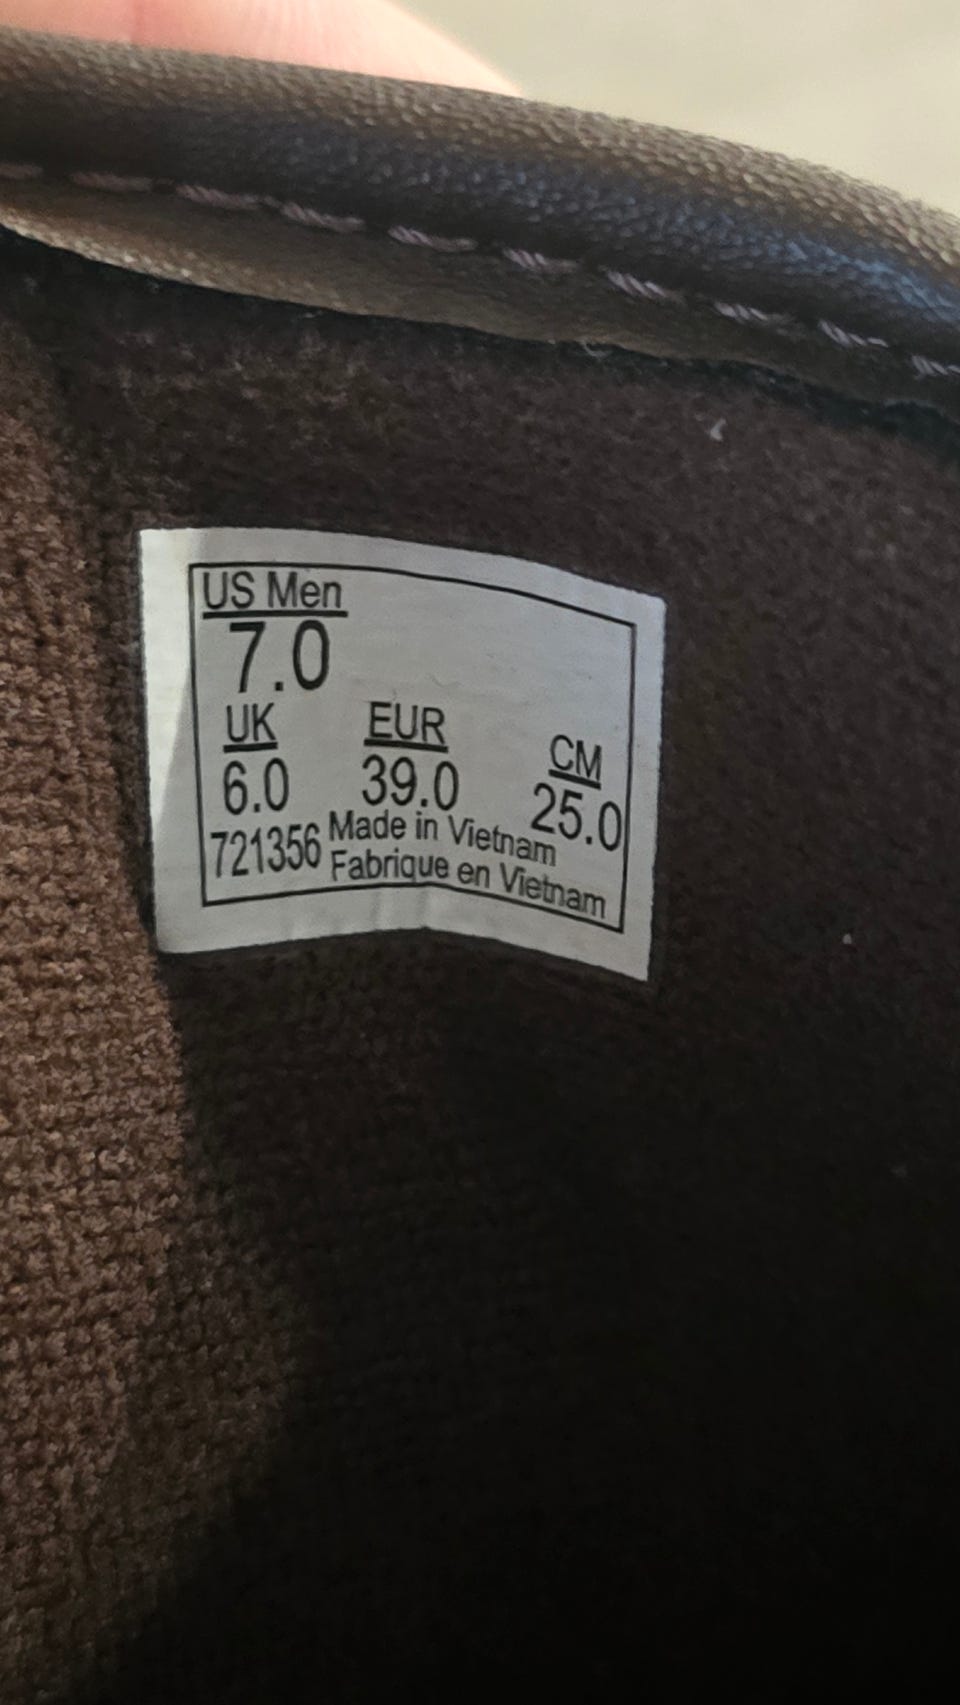 US Men
7.0
UK EUR CM
6.0 39.0 25.0
721356 Made in Vietnam
Fabrique en Vietnam